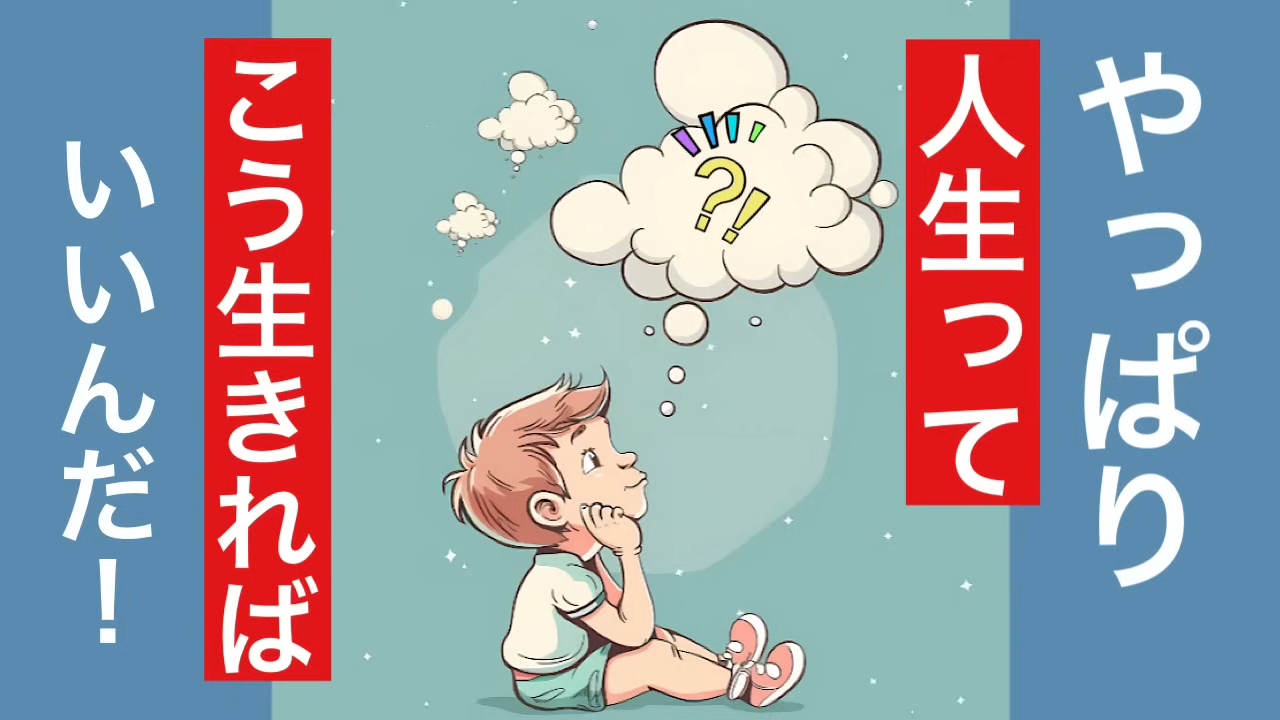 やっぱり
人生って
?!
こう生きれば
いいんだ！